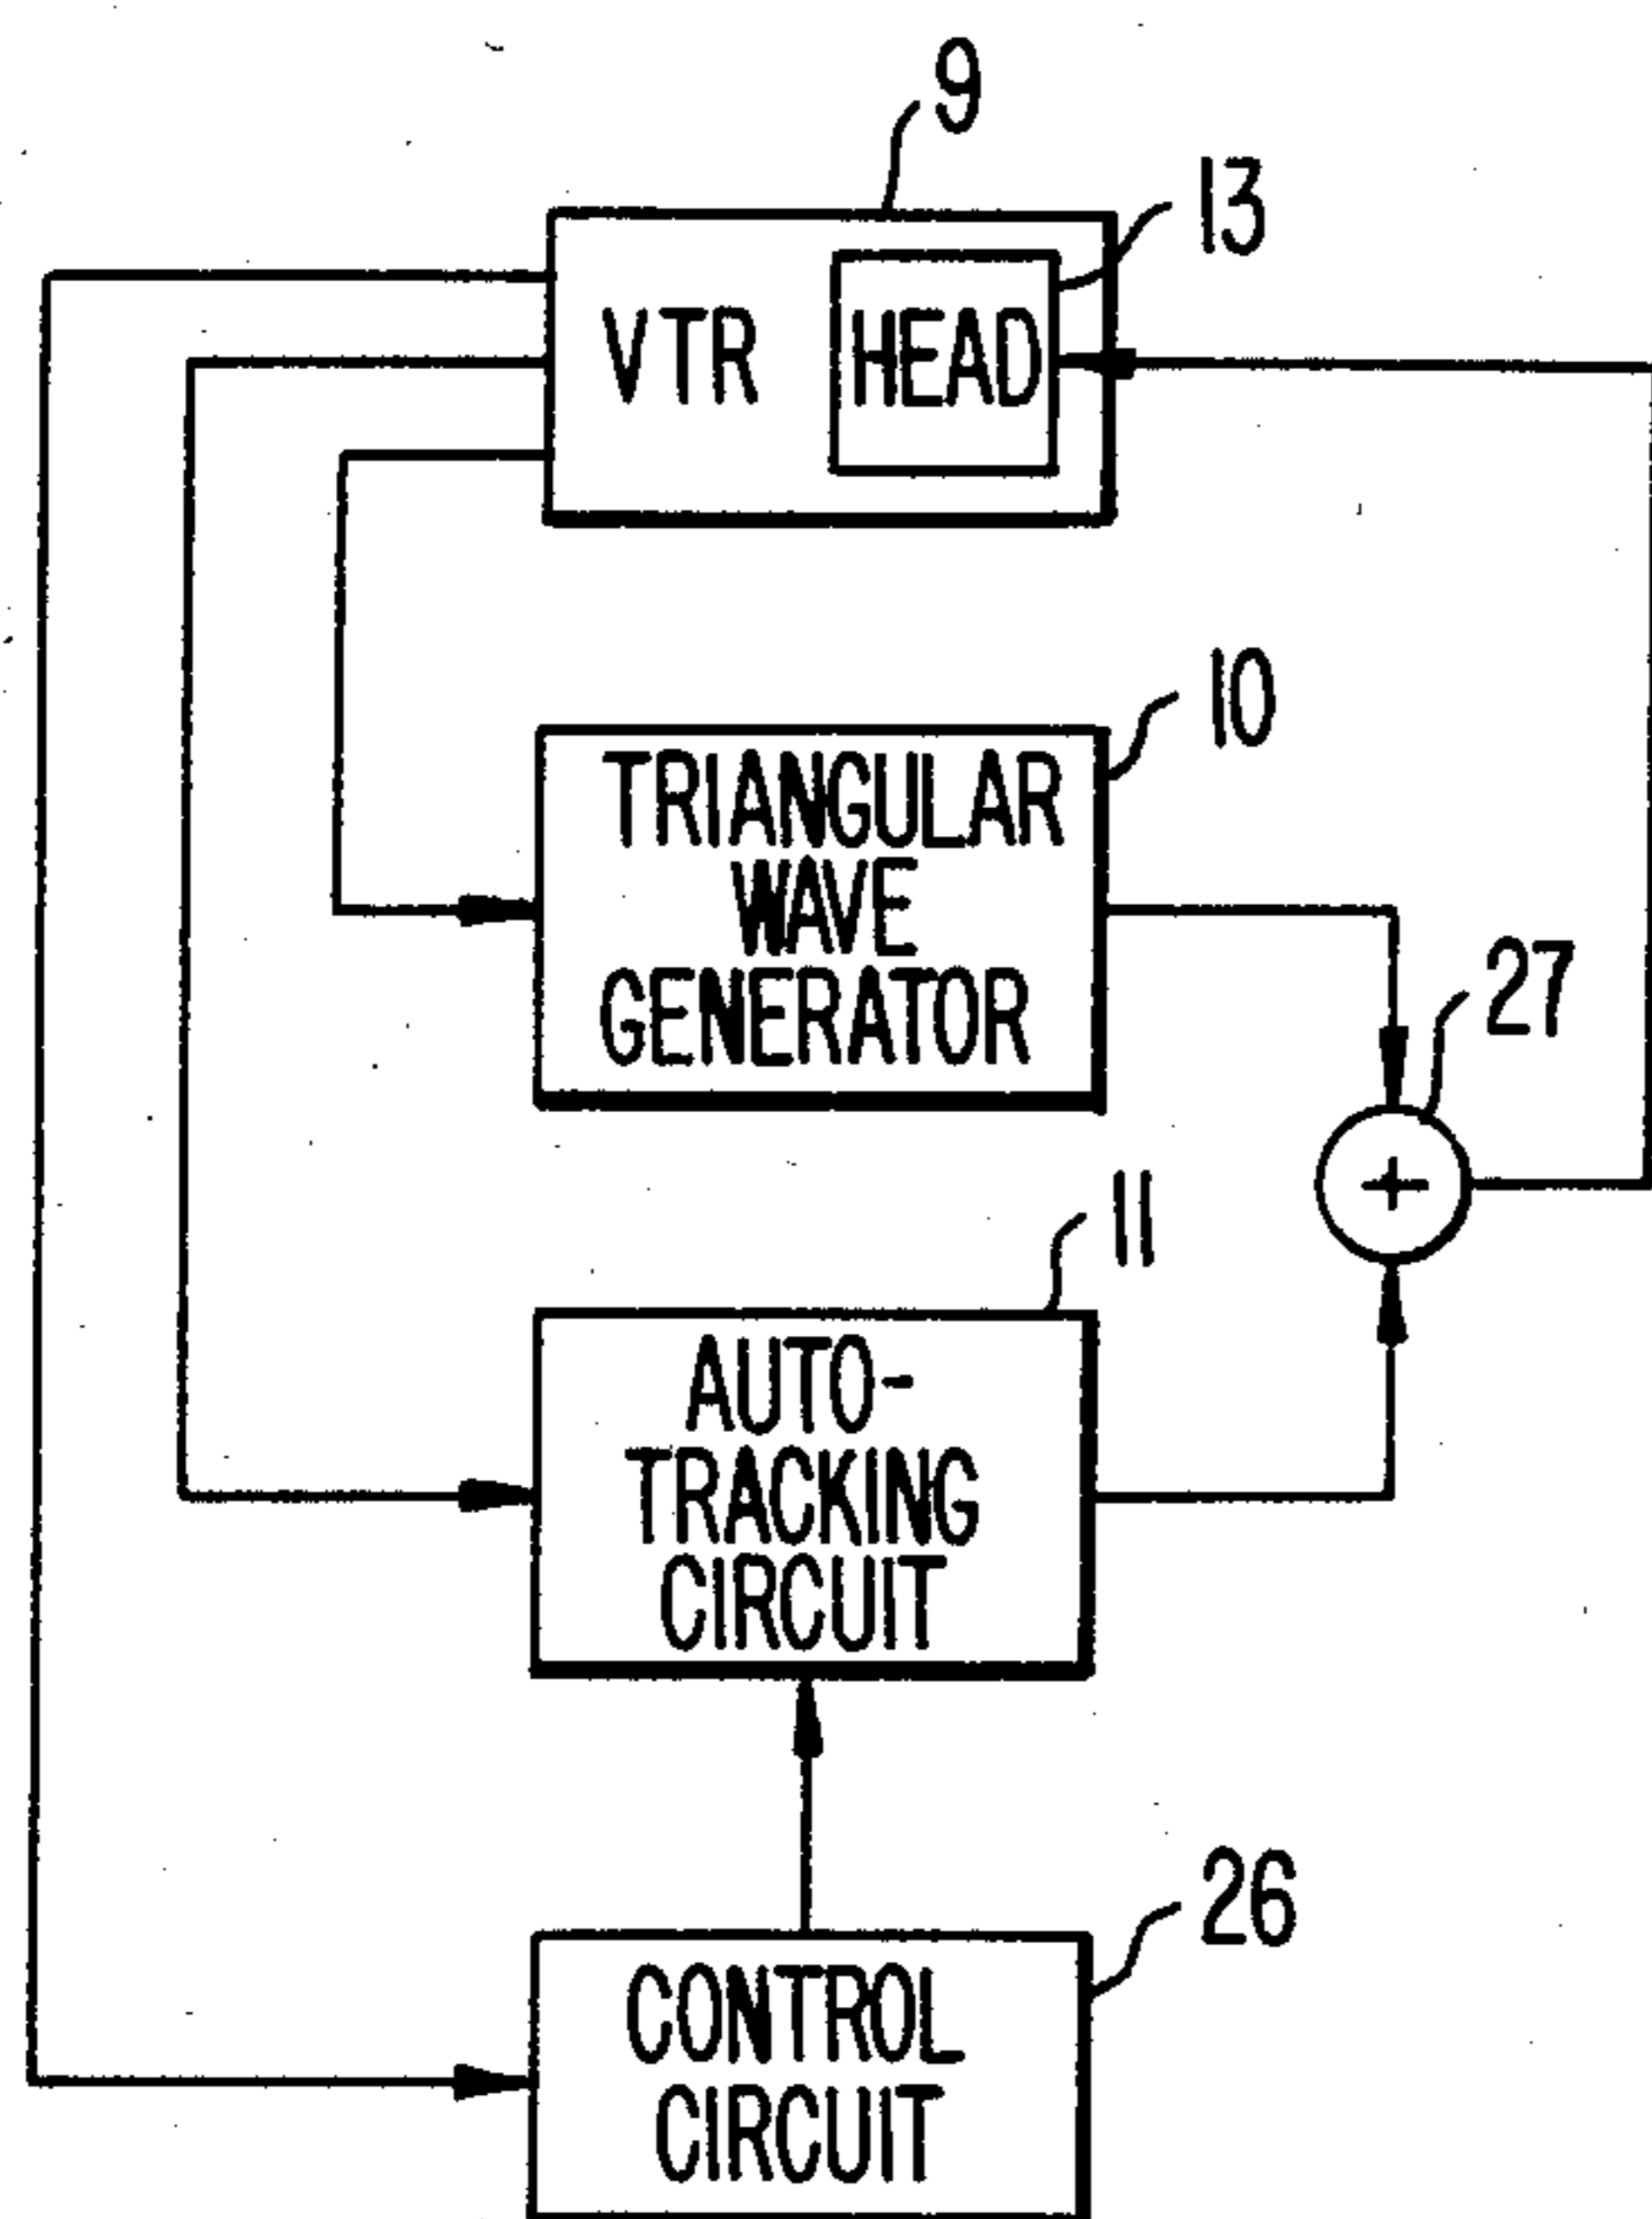 9
13
VTR
HEAD
10
TRIANGULAR
WAVE
GENERATOR
27
+
11
AUTO-
TRACKING
CIRCUIT
26
CONTROL
CIRCUIT